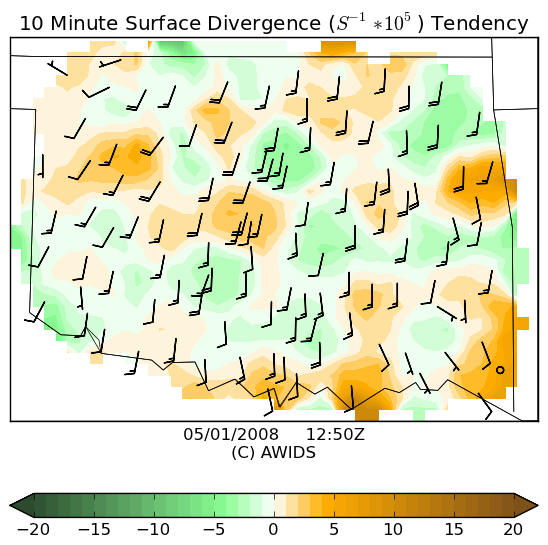 10 Minute Surface Divergence (S⁻¹ *10⁵ ) Tendency
05/01/2008 12:50Z
(C) AWIDS
−20 −15 −10 −5 0 5 10 15 20